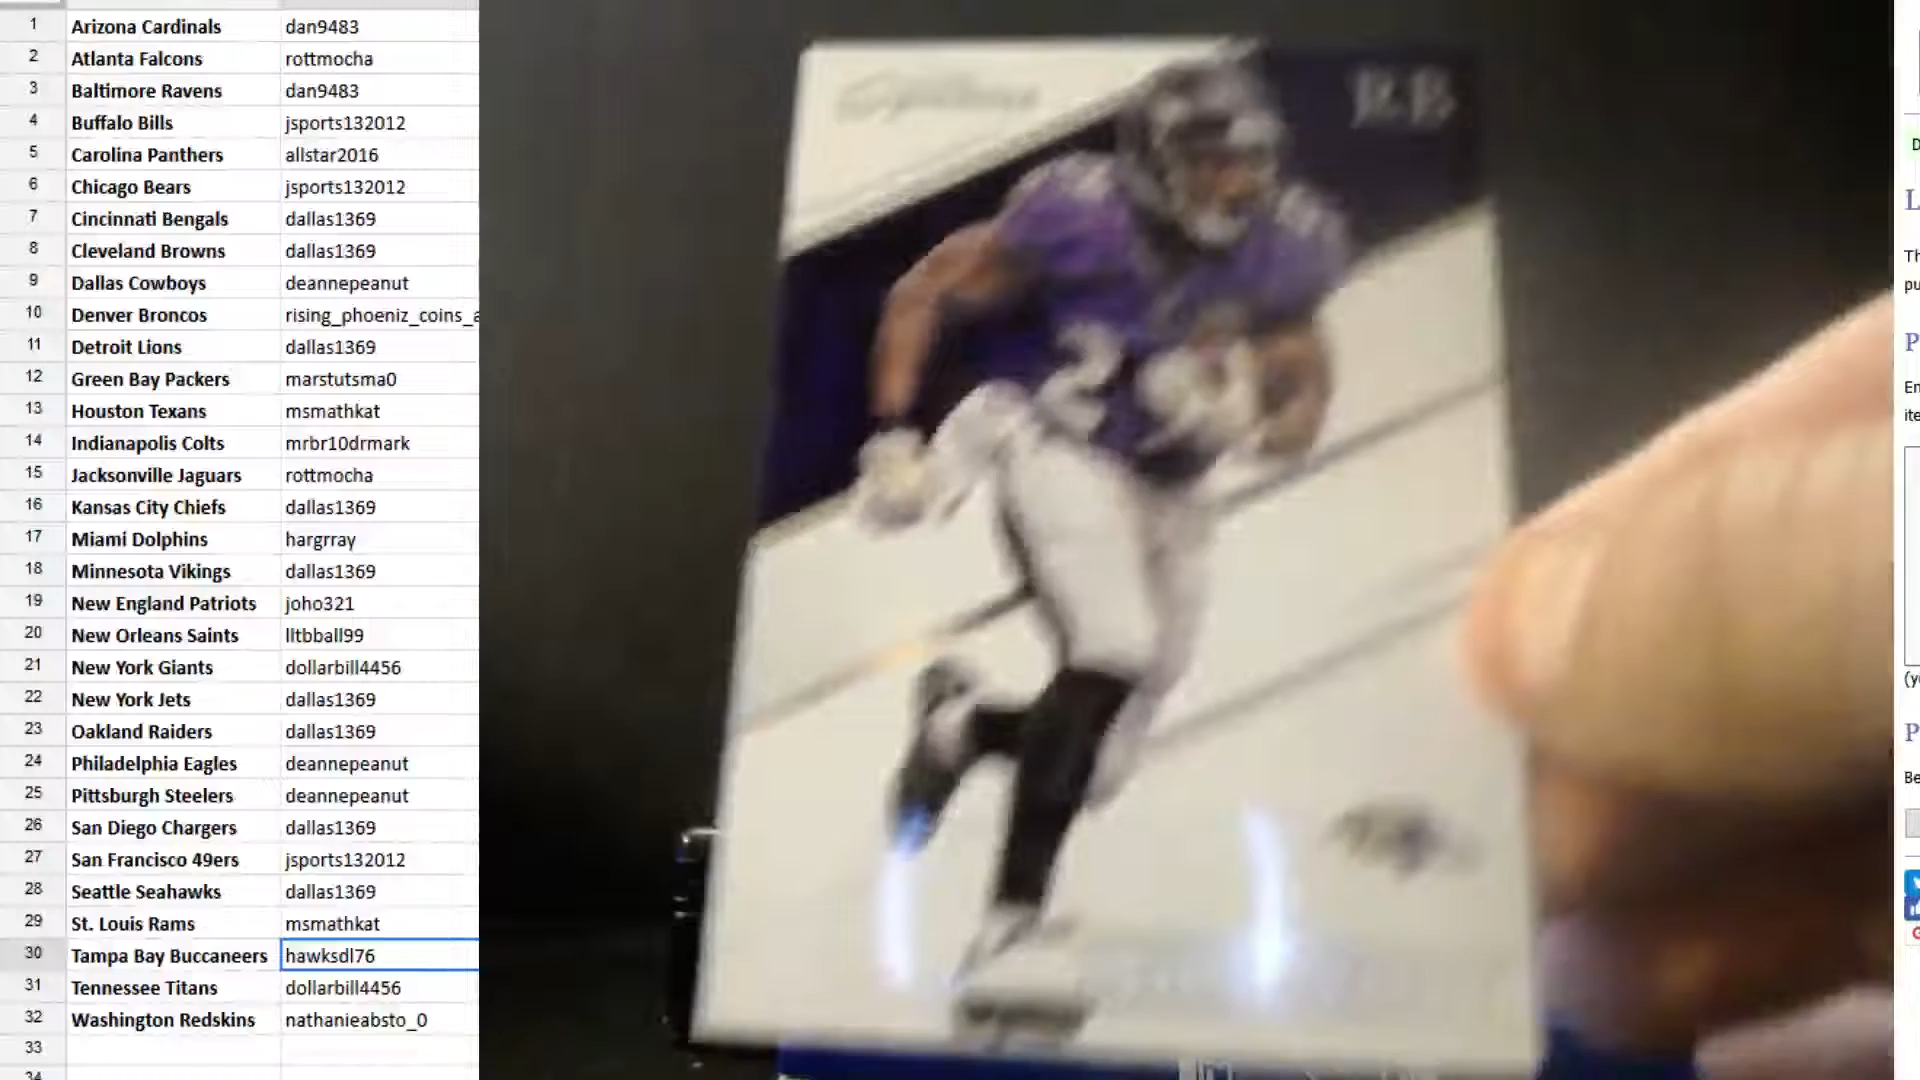 1 Arizona Cardinals dan9483
2 Atlanta Falcons rottmocha
3 Baltimore Ravens dan9483
4 Buffalo Bills jsports132012
5 Carolina Panthers allstar2016
6 Chicago Bears jsports132012
7 Cincinnati Bengals dallas1369
8 Cleveland Browns dallas1369
9 Dallas Cowboys deannepeanut
10 Denver Broncos rising_phoeniz_coins_a
11 Detroit Lions dallas1369
12 Green Bay Packers marstutsma0
13 Houston Texans msmathkat
14 Indianapolis Colts mrbr10drmark
15 Jacksonville Jaguars rottmocha
16 Kansas City Chiefs dallas1369
17 Miami Dolphins hargrray
18 Minnesota Vikings dallas1369
19 New England Patriots joho321
20 New Orleans Saints lltbball99
21 New York Giants dollarbill4456
22 New York Jets dallas1369
23 Oakland Raiders dallas1369
24 Philadelphia Eagles deannepeanut
25 Pittsburgh Steelers deannepeanut
26 San Diego Chargers dallas1369
27 San Francisco 49ers jsports132012
28 Seattle Seahawks dallas1369
29 St. Louis Rams msmathkat
30 Tampa Bay Buccaneers hawksdl76
31 Tennessee Titans dollarbill4456
32 Washington Redskins nathanieabsto_0
33
34
RB
D
L
Th
pu
P
En
ite
(y
P
Be